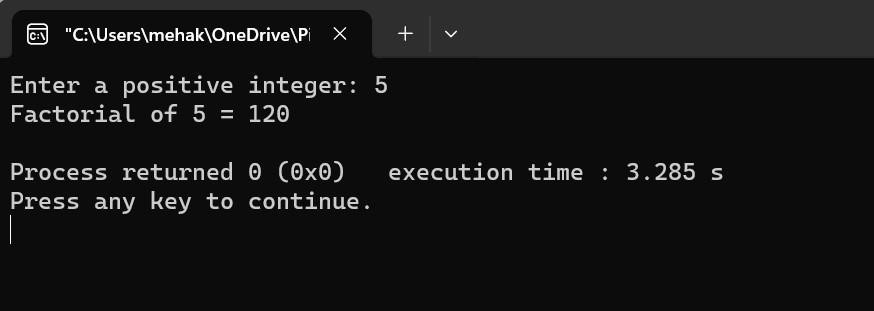 "C:\Users\mehak\OneDrive\Pi
Enter a positive integer: 5
Factorial of 5 = 120
Process returned 0 (0x0)   execution time : 3.285 s
Press any key to continue.